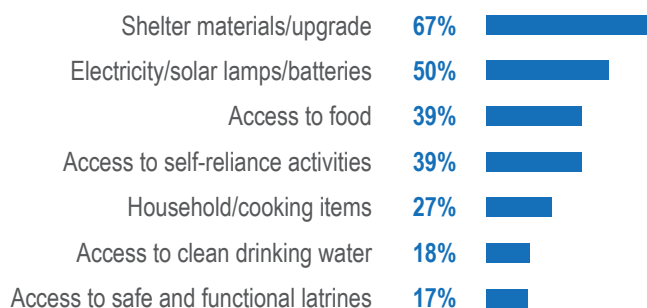 Shelter materials/upgrade 67%
Electricity/solar lamps/batteries 50%
Access to food 39%
Access to self-reliance activities 39%
Household/cooking items 27%
Access to clean drinking water 18%
Access to safe and functional latrines 17%